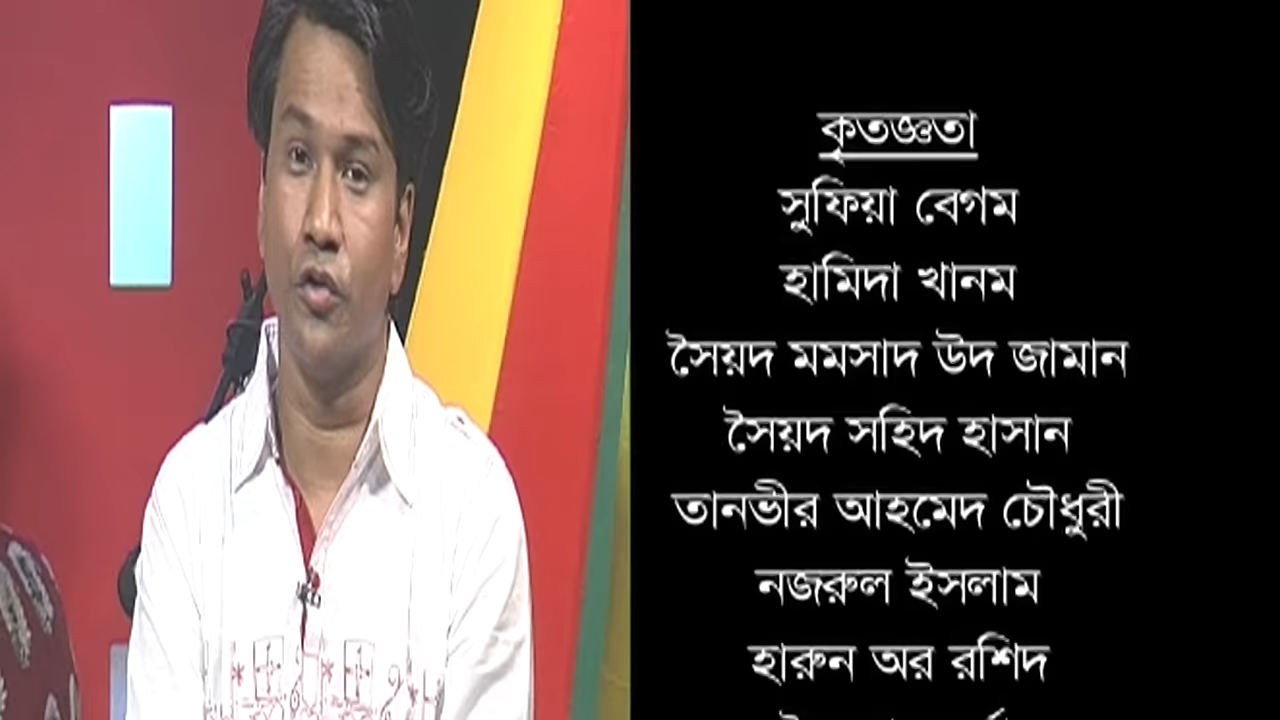 কৃতজ্ঞতা
সুফিয়া বেগম
হামিদা খানম
সৈয়দ মমসাদ উদ জামান
সৈয়দ সহিদ হাসান
তানভীর আহমেদ চৌধুরী
নজরুল ইসলাম
হারুন অর রশিদ